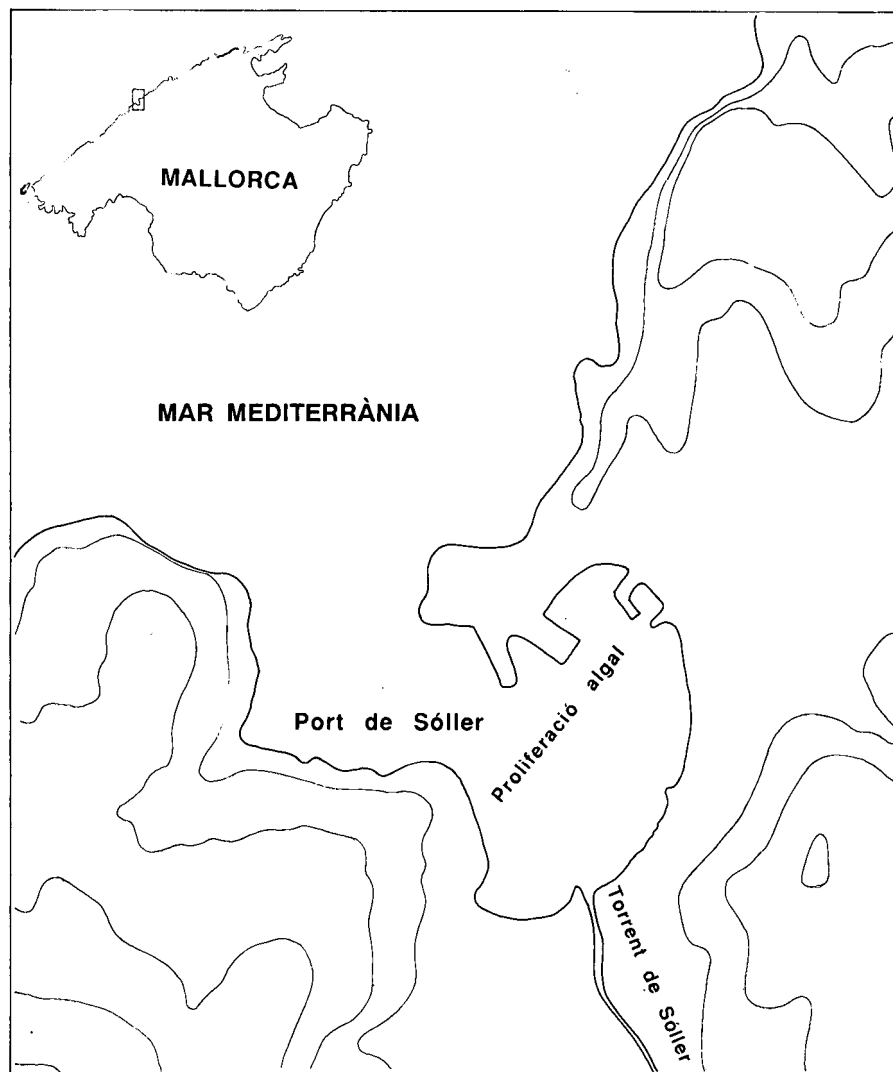 MALLORCA
MAR MEDITERRÀNIA
Port de Sóller
Proliferació algal
Torrent de Sóller